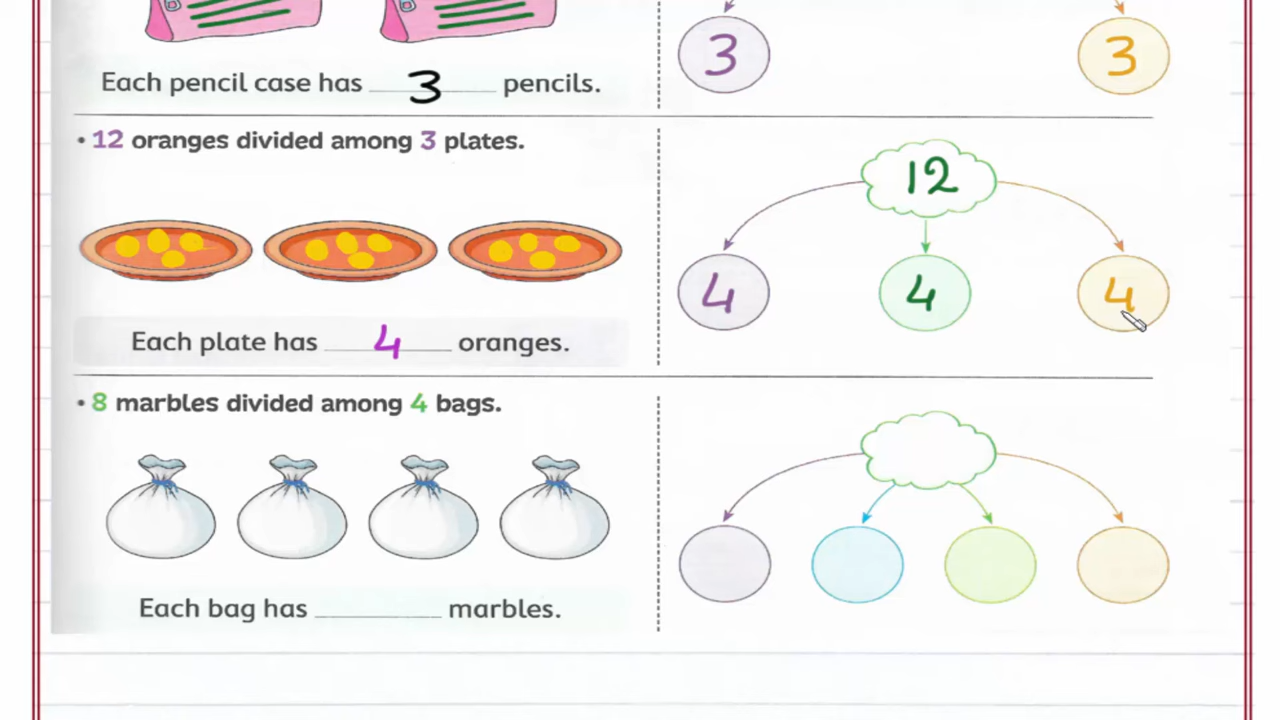 3 3
Each pencil case has 3 pencils.
• 12 oranges divided among 3 plates.
12
4 4 4
Each plate has 4 oranges.
• 8 marbles divided among 4 bags.
Each bag has ________ marbles.